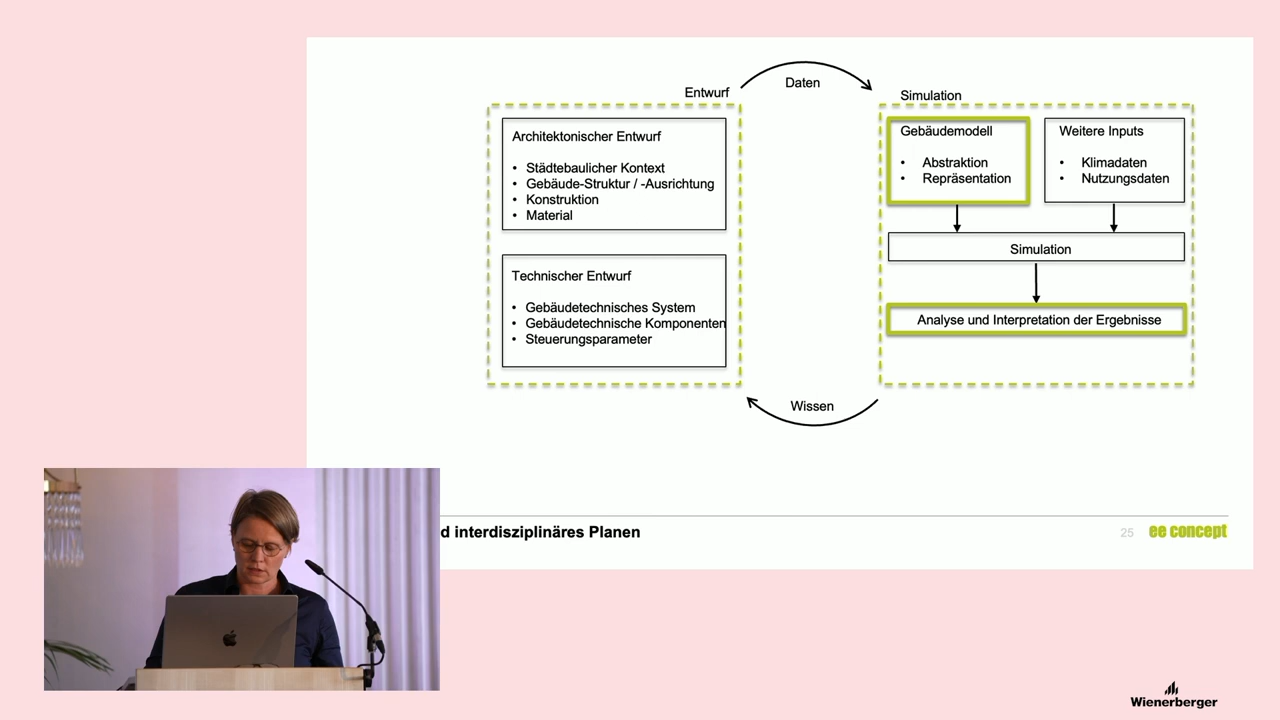 Daten
Entwurf
Architektonischer Entwurf
• Städtebaulicher Kontext
• Gebäude-Struktur / -Ausrichtung
• Konstruktion
• Material
Technischer Entwurf
• Gebäudetechnisches System
• Gebäudetechnische Komponenten
• Steuerungsparameter
Simulation
Gebäudemodell
• Abstraktion
• Repräsentation
Weitere Inputs
• Klimadaten
• Nutzungsdaten
Simulation
Analyse und Interpretation der Ergebnisse
Wissen
d interdisziplinäres Planen
25
ee concept
Wienerberger